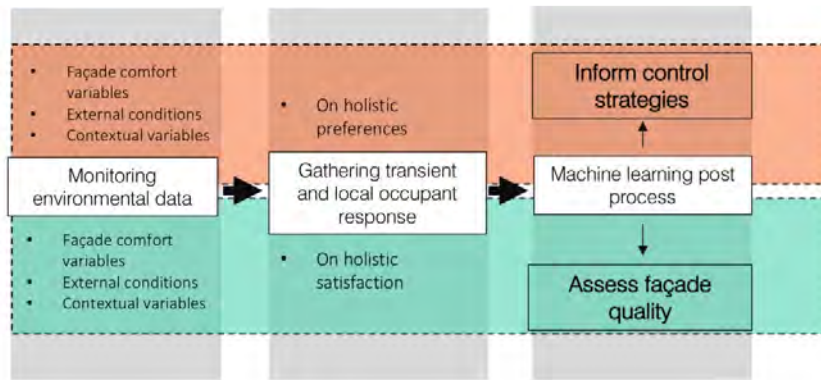 • Façade comfort
variables
• External conditions
• Contextual variables
Monitoring
environmental data
• Façade comfort
variables
• External conditions
• Contextual variables
• On holistic
preferences
Gathering transient
and local occupant
response
• On holistic
satisfaction
Inform control
strategies
Machine learning post
process
Assess façade
quality